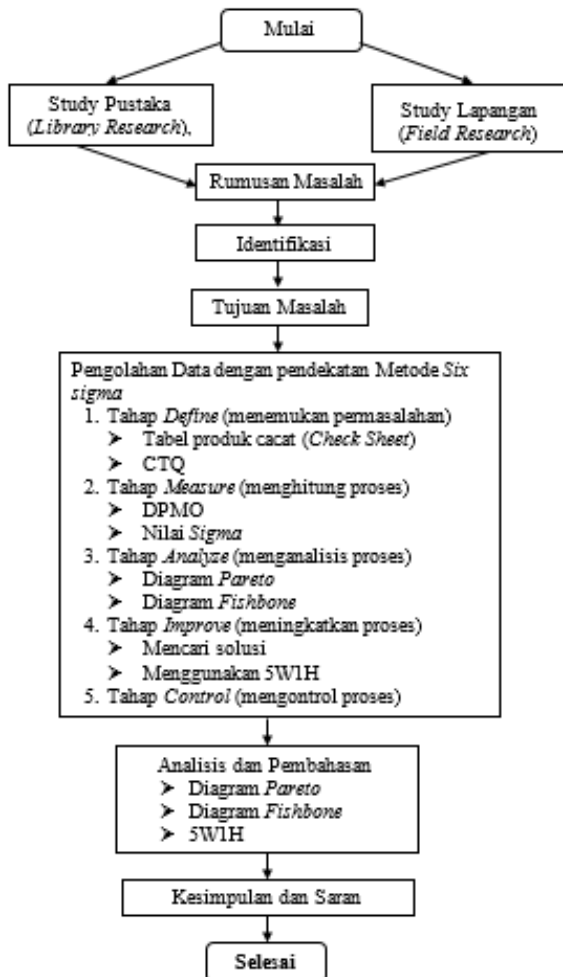 Mulai
Study Pustaka
(Library Research),
Study Lapangan
(Field Research)
Rumusan Masalah
Identifikasi
Tujuan Masalah
Pengolahan Data dengan pendekatan Metode Six
sigma
1. Tahap Define (menemukan permasalahan)
➤ Tabel produk cacat (Check Sheet)
➤ CTQ
2. Tahap Measure (menghitung proses)
➤ DPMO
➤ Nilai Sigma
3. Tahap Analyze (menganalisis proses)
➤ Diagram Pareto
➤ Diagram Fishbone
4. Tahap Improve (meningkatkan proses)
➤ Mencari solusi
➤ Menggunakan 5W1H
5. Tahap Control (mengontrol proses)
Analisis dan Pembahasan
➤ Diagram Pareto
➤ Diagram Fishbone
➤ 5W1H
Kesimpulan dan Saran
Selesai